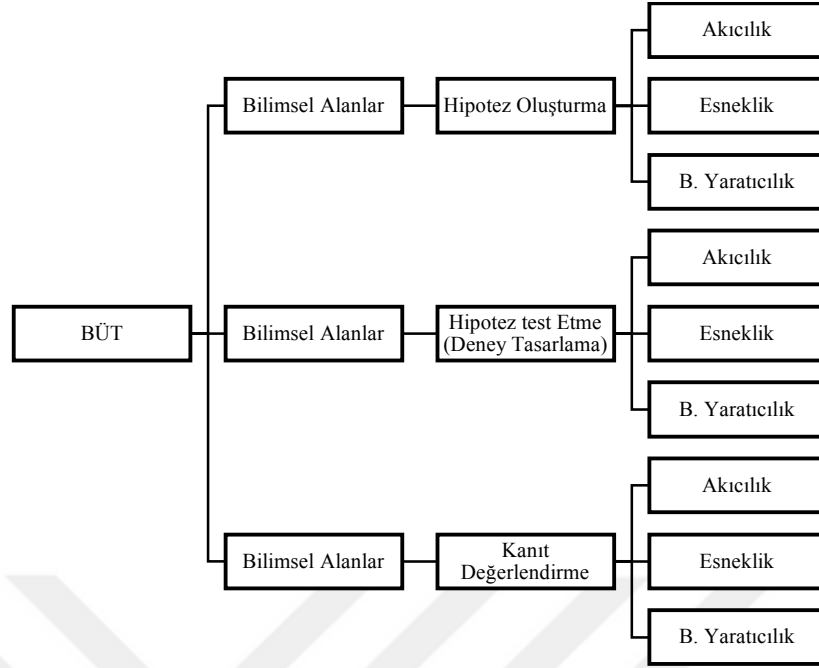 Akıcılık
Bilimsel Alanlar
Hipotez Oluşturma
Esneklik
B. Yaratıcılık
Akıcılık
BÜT
Bilimsel Alanlar
Hipotez test Etme
(Deney Tasarlama)
Esneklik
B. Yaratıcılık
Akıcılık
Bilimsel Alanlar
Kanıt
Değerlendirme
Esneklik
B. Yaratıcılık